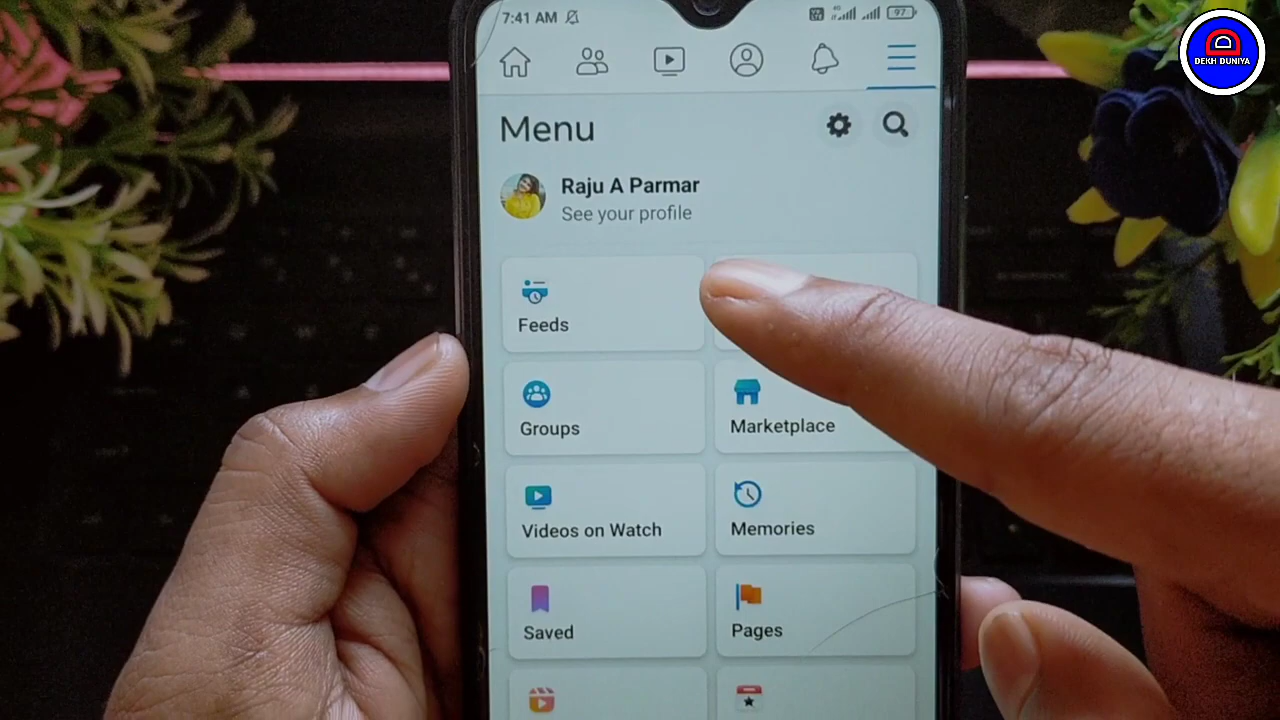 7:41 AM
4G
97
DEKH DUNIYA
Menu
Raju A Parmar
See your profile
Feeds
Groups
Marketplace
Videos on Watch
Memories
Saved
Pages